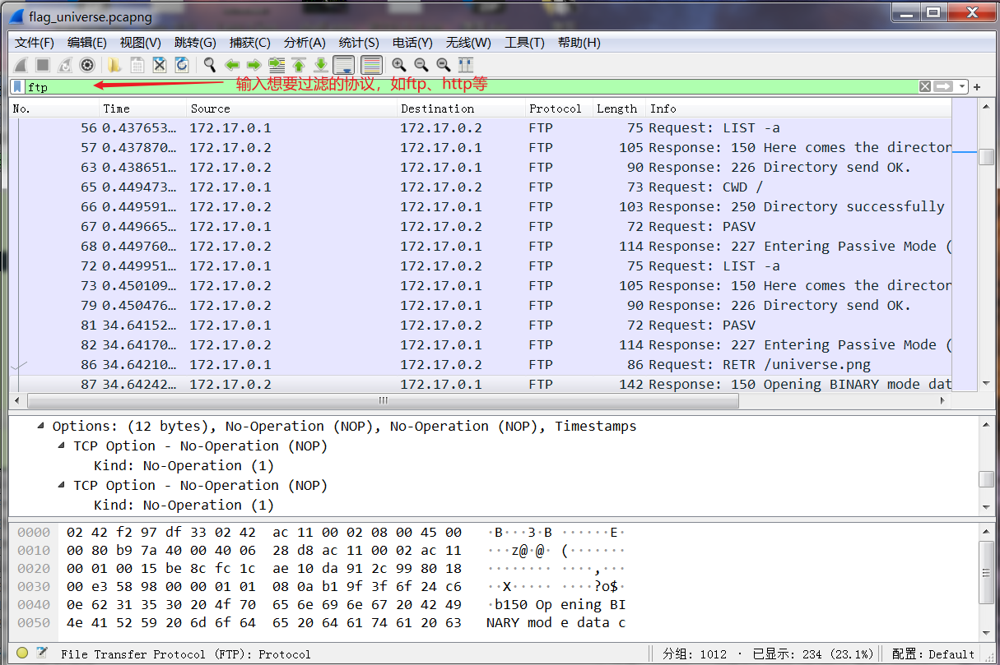 flag_universe.pcapng
文件(F) 编辑(E) 视图(V) 跳转(G) 捕获(C) 分析(A) 统计(S) 电话(Y) 无线(W) 工具(T) 帮助(H)
ftp 输入想要过滤的协议，如ftp、http等
No. Time Source Destination Protocol Length Info
56 0.437653… 172.17.0.1 172.17.0.2 FTP 75 Request: LIST -a
57 0.437870… 172.17.0.2 172.17.0.1 FTP 105 Response: 150 Here comes the director
63 0.438651… 172.17.0.2 172.17.0.1 FTP 90 Response: 226 Directory send OK.
65 0.449473… 172.17.0.1 172.17.0.2 FTP 73 Request: CWD /
66 0.449591… 172.17.0.2 172.17.0.1 FTP 103 Response: 250 Directory successfully
67 0.449665… 172.17.0.1 172.17.0.2 FTP 72 Request: PASV
68 0.449760… 172.17.0.2 172.17.0.1 FTP 114 Response: 227 Entering Passive Mode (
72 0.449951… 172.17.0.1 172.17.0.2 FTP 75 Request: LIST -a
73 0.450109… 172.17.0.2 172.17.0.1 FTP 105 Response: 150 Here comes the director
79 0.450476… 172.17.0.2 172.17.0.1 FTP 90 Response: 226 Directory send OK.
81 34.64152… 172.17.0.1 172.17.0.2 FTP 72 Request: PASV
82 34.64170… 172.17.0.2 172.17.0.1 FTP 114 Response: 227 Entering Passive Mode (
86 34.64210… 172.17.0.1 172.17.0.2 FTP 86 Request: RETR /universe.png
87 34.64242… 172.17.0.2 172.17.0.1 FTP 142 Response: 150 Opening BINARY mode dat
Options: (12 bytes), No-Operation (NOP), No-Operation (NOP), Timestamps
TCP Option - No-Operation (NOP)
Kind: No-Operation (1)
TCP Option - No-Operation (NOP)
Kind: No-Operation (1)
0000 02 42 f2 97 df 33 02 42 ac 11 00 02 08 00 45 00 ·B···3·B ······E·
0010 00 80 b9 7a 40 00 40 06 28 d8 ac 11 00 02 ac 11 ···z@·@· (·······
0020 00 01 00 15 be 8c fc 1c ae 10 da 91 2c 99 80 18 ········ ····,···
0030 00 e3 58 98 00 00 01 01 08 0a b1 9f 3f 6f 24 c6 ··X····· ····?o$·
0040 0e 62 31 35 30 20 4f 70 65 6e 69 6e 67 20 42 49 ·b150 Op ening BI
0050 4e 41 52 59 20 6d 6f 64 65 20 64 61 74 61 20 63 NARY mod e data c
File Transfer Protocol (FTP): Protocol 分组: 1012 · 已显示: 234 (23.1%) 配置: Default